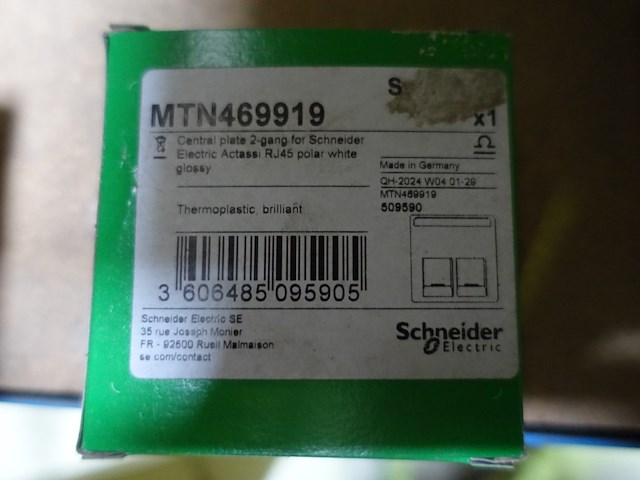 S
MTN469919
x1
Central plate 2-gang for Schneider
Electric Actassi RJ45 polar white
glossy
Made in Germany
QH-2024 W04 01-29
MTN469919
509590
Thermoplastic, brilliant
3 606485 095905
Schneider Electric SE
35 rue Joseph Monier
FR - 92500 Rueil Malmaison
se.com/contact
Schneider
Electric